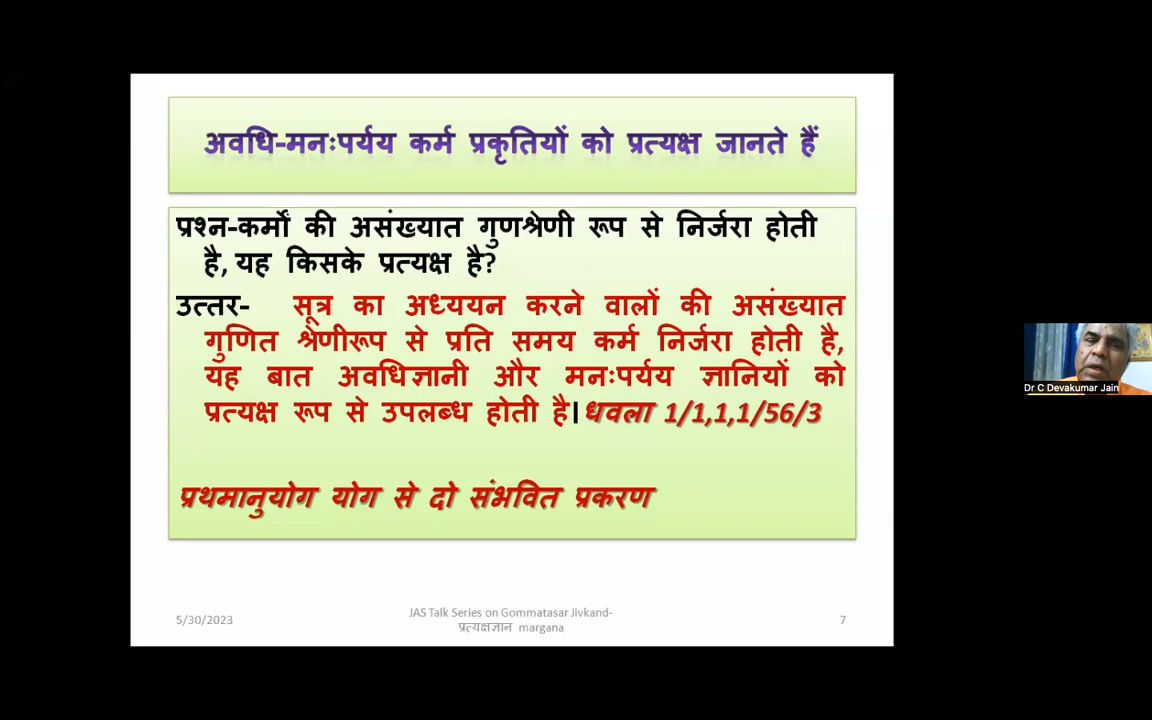 अवधि-मनःपर्यय कर्म प्रकृतियों को प्रत्यक्ष जानते हैं
प्रश्न-कर्मों की असंख्यात गुणश्रेणी रूप से निर्जरा होती
है, यह किसके प्रत्यक्ष है?
उत्तर- सूत्र का अध्ययन करने वालों की असंख्यात
गुणित श्रेणीरूप से प्रति समय कर्म निर्जरा होती है,
यह बात अवधिज्ञानी और मनःपर्यय ज्ञानियों को
प्रत्यक्ष रूप से उपलब्ध होती है। धवला 1/1,1,1/56/3
प्रथमानुयोग योग से दो संभवित प्रकरण
Dr C Devakumar Jain
5/30/2023
JAS Talk Series on Gommatasar Jivkand-
प्रत्यक्षज्ञान margana
7